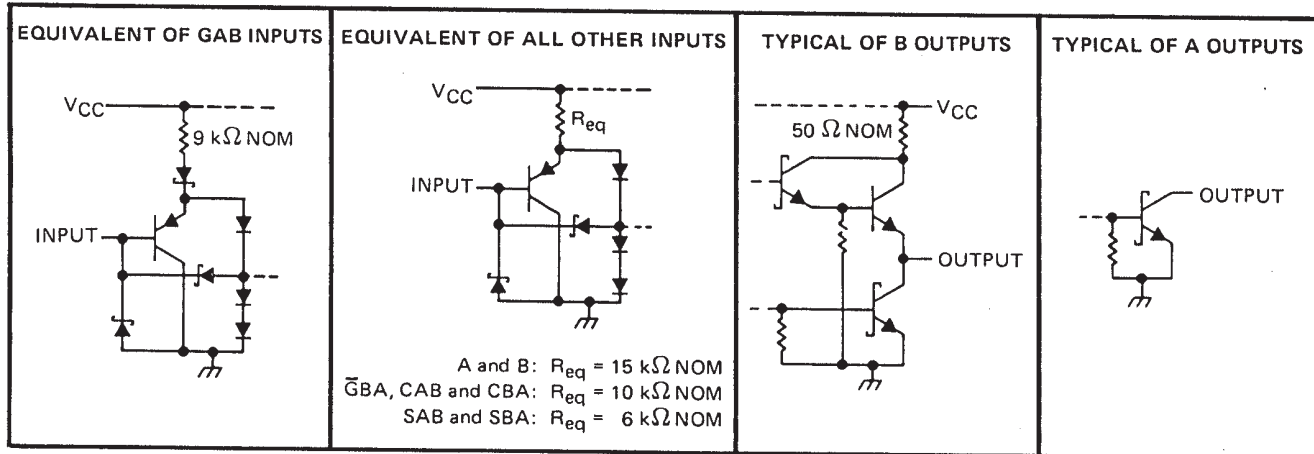 EQUIVALENT OF GAB INPUTS
VCC
9 kΩ NOM
INPUT
EQUIVALENT OF ALL OTHER INPUTS
VCC
Req
INPUT
A and B: Req = 15 kΩ NOM
G̅BA, CAB and CBA: Req = 10 kΩ NOM
SAB and SBA: Req = 6 kΩ NOM
TYPICAL OF B OUTPUTS
VCC
50 Ω NOM
OUTPUT
TYPICAL OF A OUTPUTS
OUTPUT